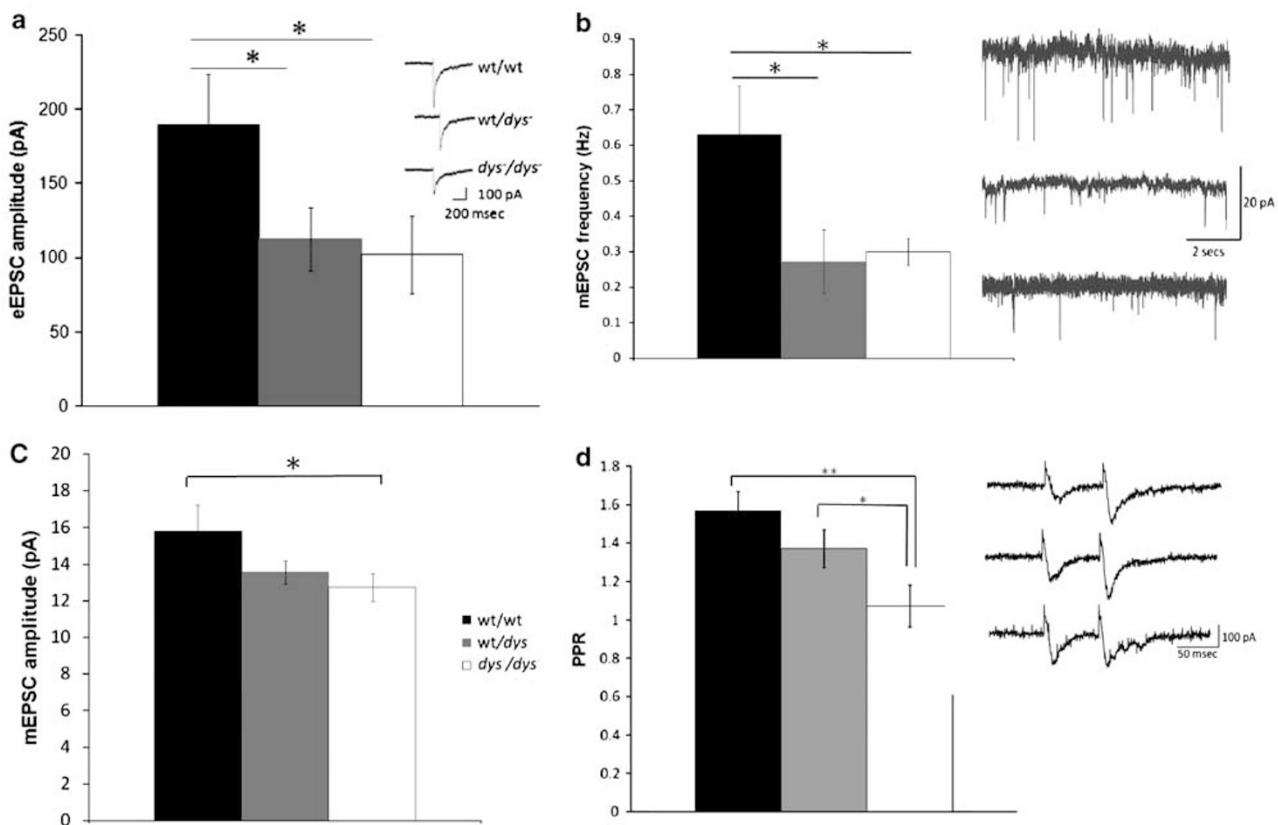 a
*
*
250
200
150
100
50
0
eEPSC amplitude (pA)
wt/wt
wt/dys-
dys-/dys-
100 pA
200 msec
b
*
*
0.9
0.8
0.7
0.6
0.5
0.4
0.3
0.2
0.1
0
mEPSC frequency (Hz)
20 pA
2 secs
C
*
20
18
16
14
12
10
8
6
4
2
0
mEPSC amplitude (pA)
wt/wt
wt/dys
dys /dys-
d
**
*
1.8
1.6
1.4
1.2
1
0.8
0.6
0.4
0.2
0
PPR
100 pA
50 msec